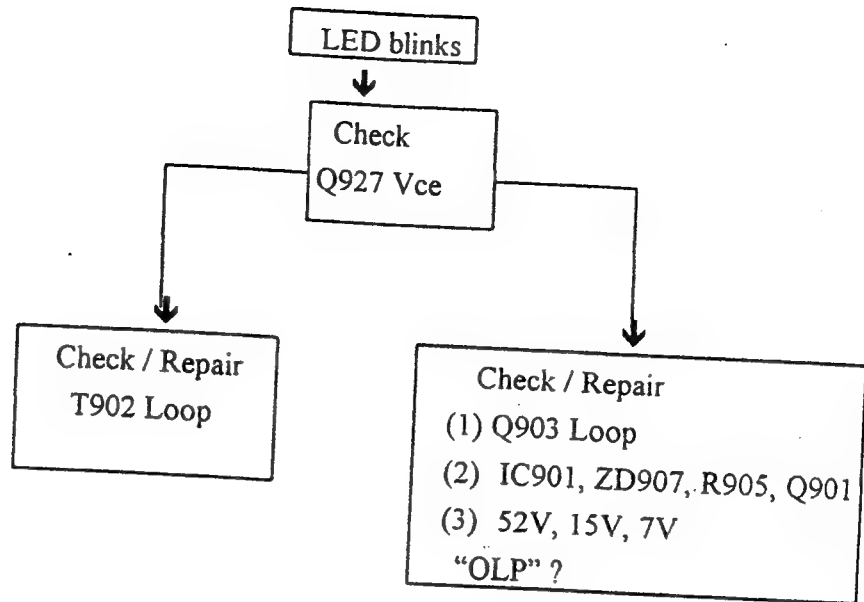 LED blinks
Check
Q927 Vce
Check / Repair
T902 Loop
Check / Repair
(1) Q903 Loop
(2) IC901, ZD907, R905, Q901
(3) 52V, 15V, 7V
“OLP” ?